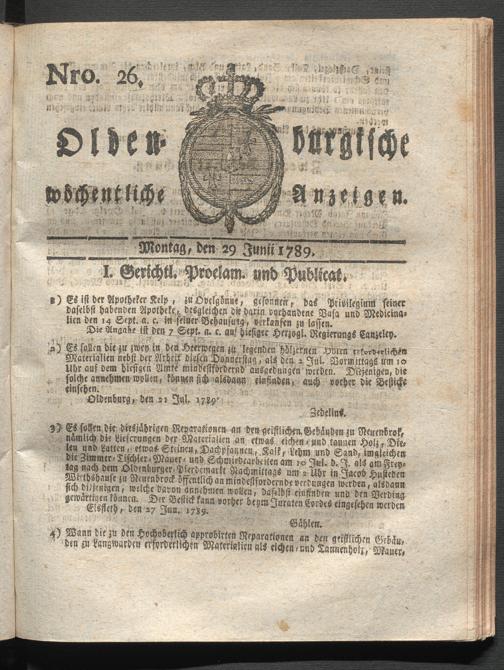 Nro. 26.
Olden- burgische
wöchentliche Anzeigen.
Montag, den 29 Junii 1789.
I. Gerichtl. Proclam. und Publicat.
1) Es ist der Apotheker Kelp, zu Ovelgönne, gesonnen, das Privilegium seiner
daselbst habenden Apotheke, desgleichen die darin vorhandene Vasa und Medicina-
lien den 14 Sept. a. c. in seiner Behausung, verkaufen zu lassen.
Die Angabe ist den 7 Sept. a. c. auf hiesiger Herzogl. Regierungs Canzeley.
2) Es sollen die zu zwey in den Heerwegen zu legenden hölzernen erforderlichen
Materialien nebst der Arbeit diesen Donnerstag, als den 2 Jul. Vormittags um 10
Uhr auf dem hiesigen Amte mindestfordernd ausgedungen werden. Diejenigen, die
solche annehmen wollen, können sich alsdann einfinden, auch vorher die Besticke
einsehen.
Oldenburg, den 21 Jul. 1789.
Zedelius.
3) Es sollen die diesjährigen Reparationen an den geistlichen Gebäuden zu Neuenbrok,
nämlich die Lieferungen der Materialien an etwas eichen- und tannen Holz, Die-
len und Latten, etwas Steinen, Dachpfannen, Kalk, Lehm und Sand, imgleichen
die Zimmer- Tischler- Mauer- und Schmiedearbeiten am 10 Jul. d. J. als am Frey-
tag nach dem Oldenburger Pferdemarkt Nachmittags um 2 Uhr in Jacob Husteden
Wirthshause zu Neuenbrok öffentlich an mindestfordernde verdungen werden, alsdann
sich diejenigen, welche davon annehmen wollen, daselbst einfinden und den Verding
gewärtigen können. Der Bestick kann vorher beym Juraten Cordes eingesehen werden
Elsfleth, den 27 Jun. 1789.
Gählen.
4) Wann die zu den Hochoberlich approbirten Reparationen an den geistlichen Gebäu-
den zu Langwarden erforderlichen Materialien als eichen- und Tannenholz, Mauer-